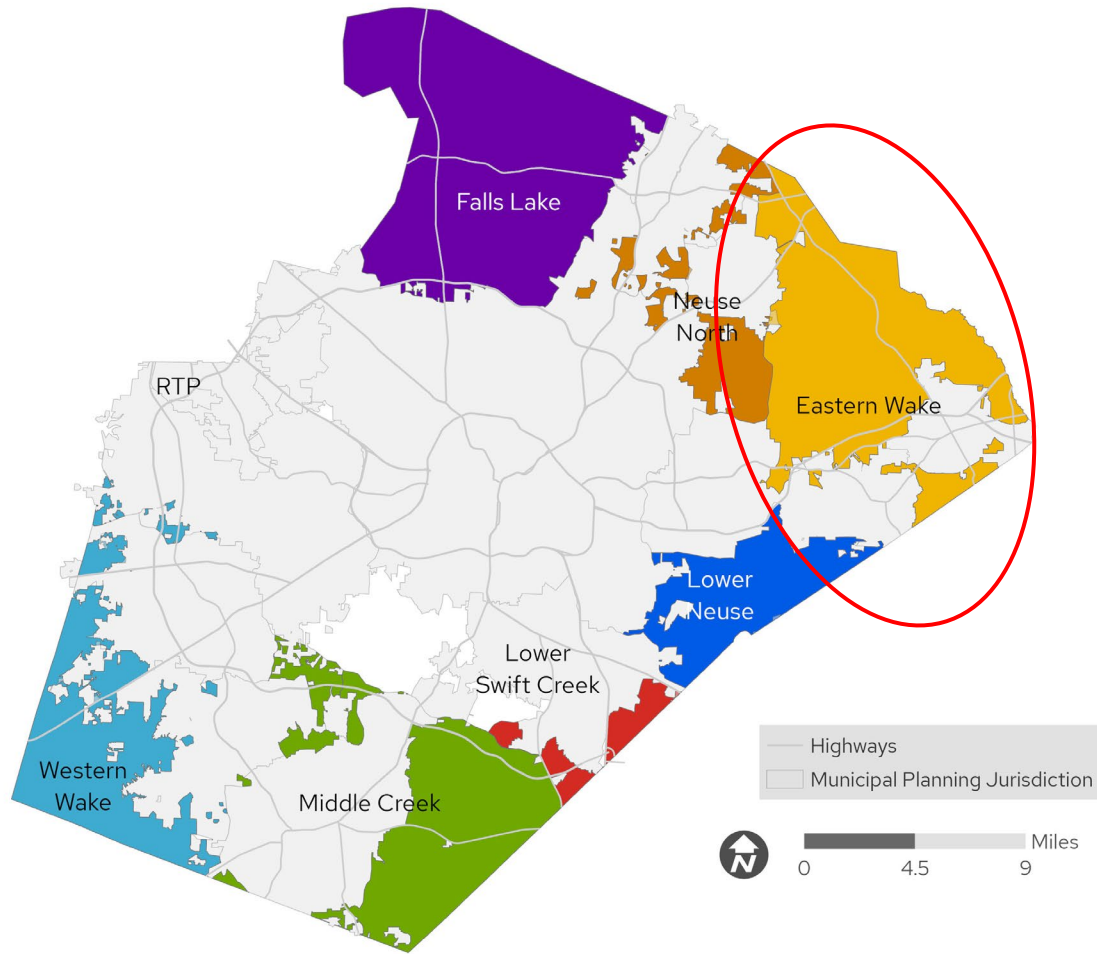 Falls Lake
Neuse
North
RTP
Eastern Wake
Lower
Neuse
Lower
Swift Creek
Western
Wake
Middle Creek
Highways
Municipal Planning Jurisdiction
N
Miles
0 4.5 9